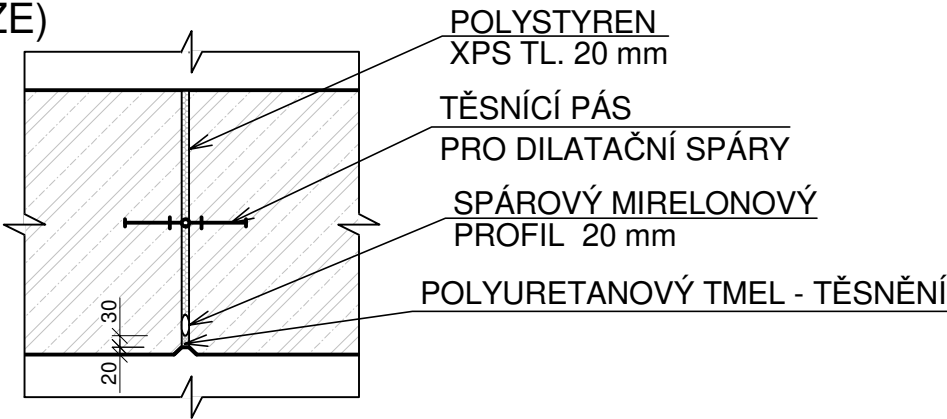 ZE)
POLYSTYREN
XPS TL. 20 mm
TĚSNÍCÍ PÁS
PRO DILATAČNÍ SPÁRY
SPÁROVÝ MIRELONOVÝ
PROFIL 20 mm
POLYURETANOVÝ TMEL - TĚSNĚNÍ
30
20